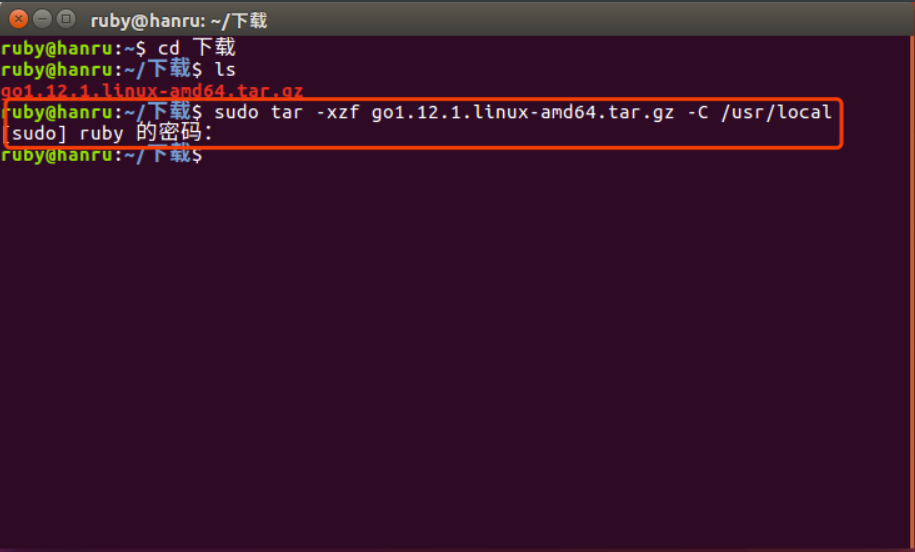 ruby@hanru: ~/下载
ruby@hanru:~$ cd 下载
ruby@hanru:~/下载$ ls
go1.12.1.linux-amd64.tar.gz
ruby@hanru:~/下载$ sudo tar -xzf go1.12.1.linux-amd64.tar.gz -C /usr/local
[sudo] ruby 的密码：
ruby@hanru:~/下载$